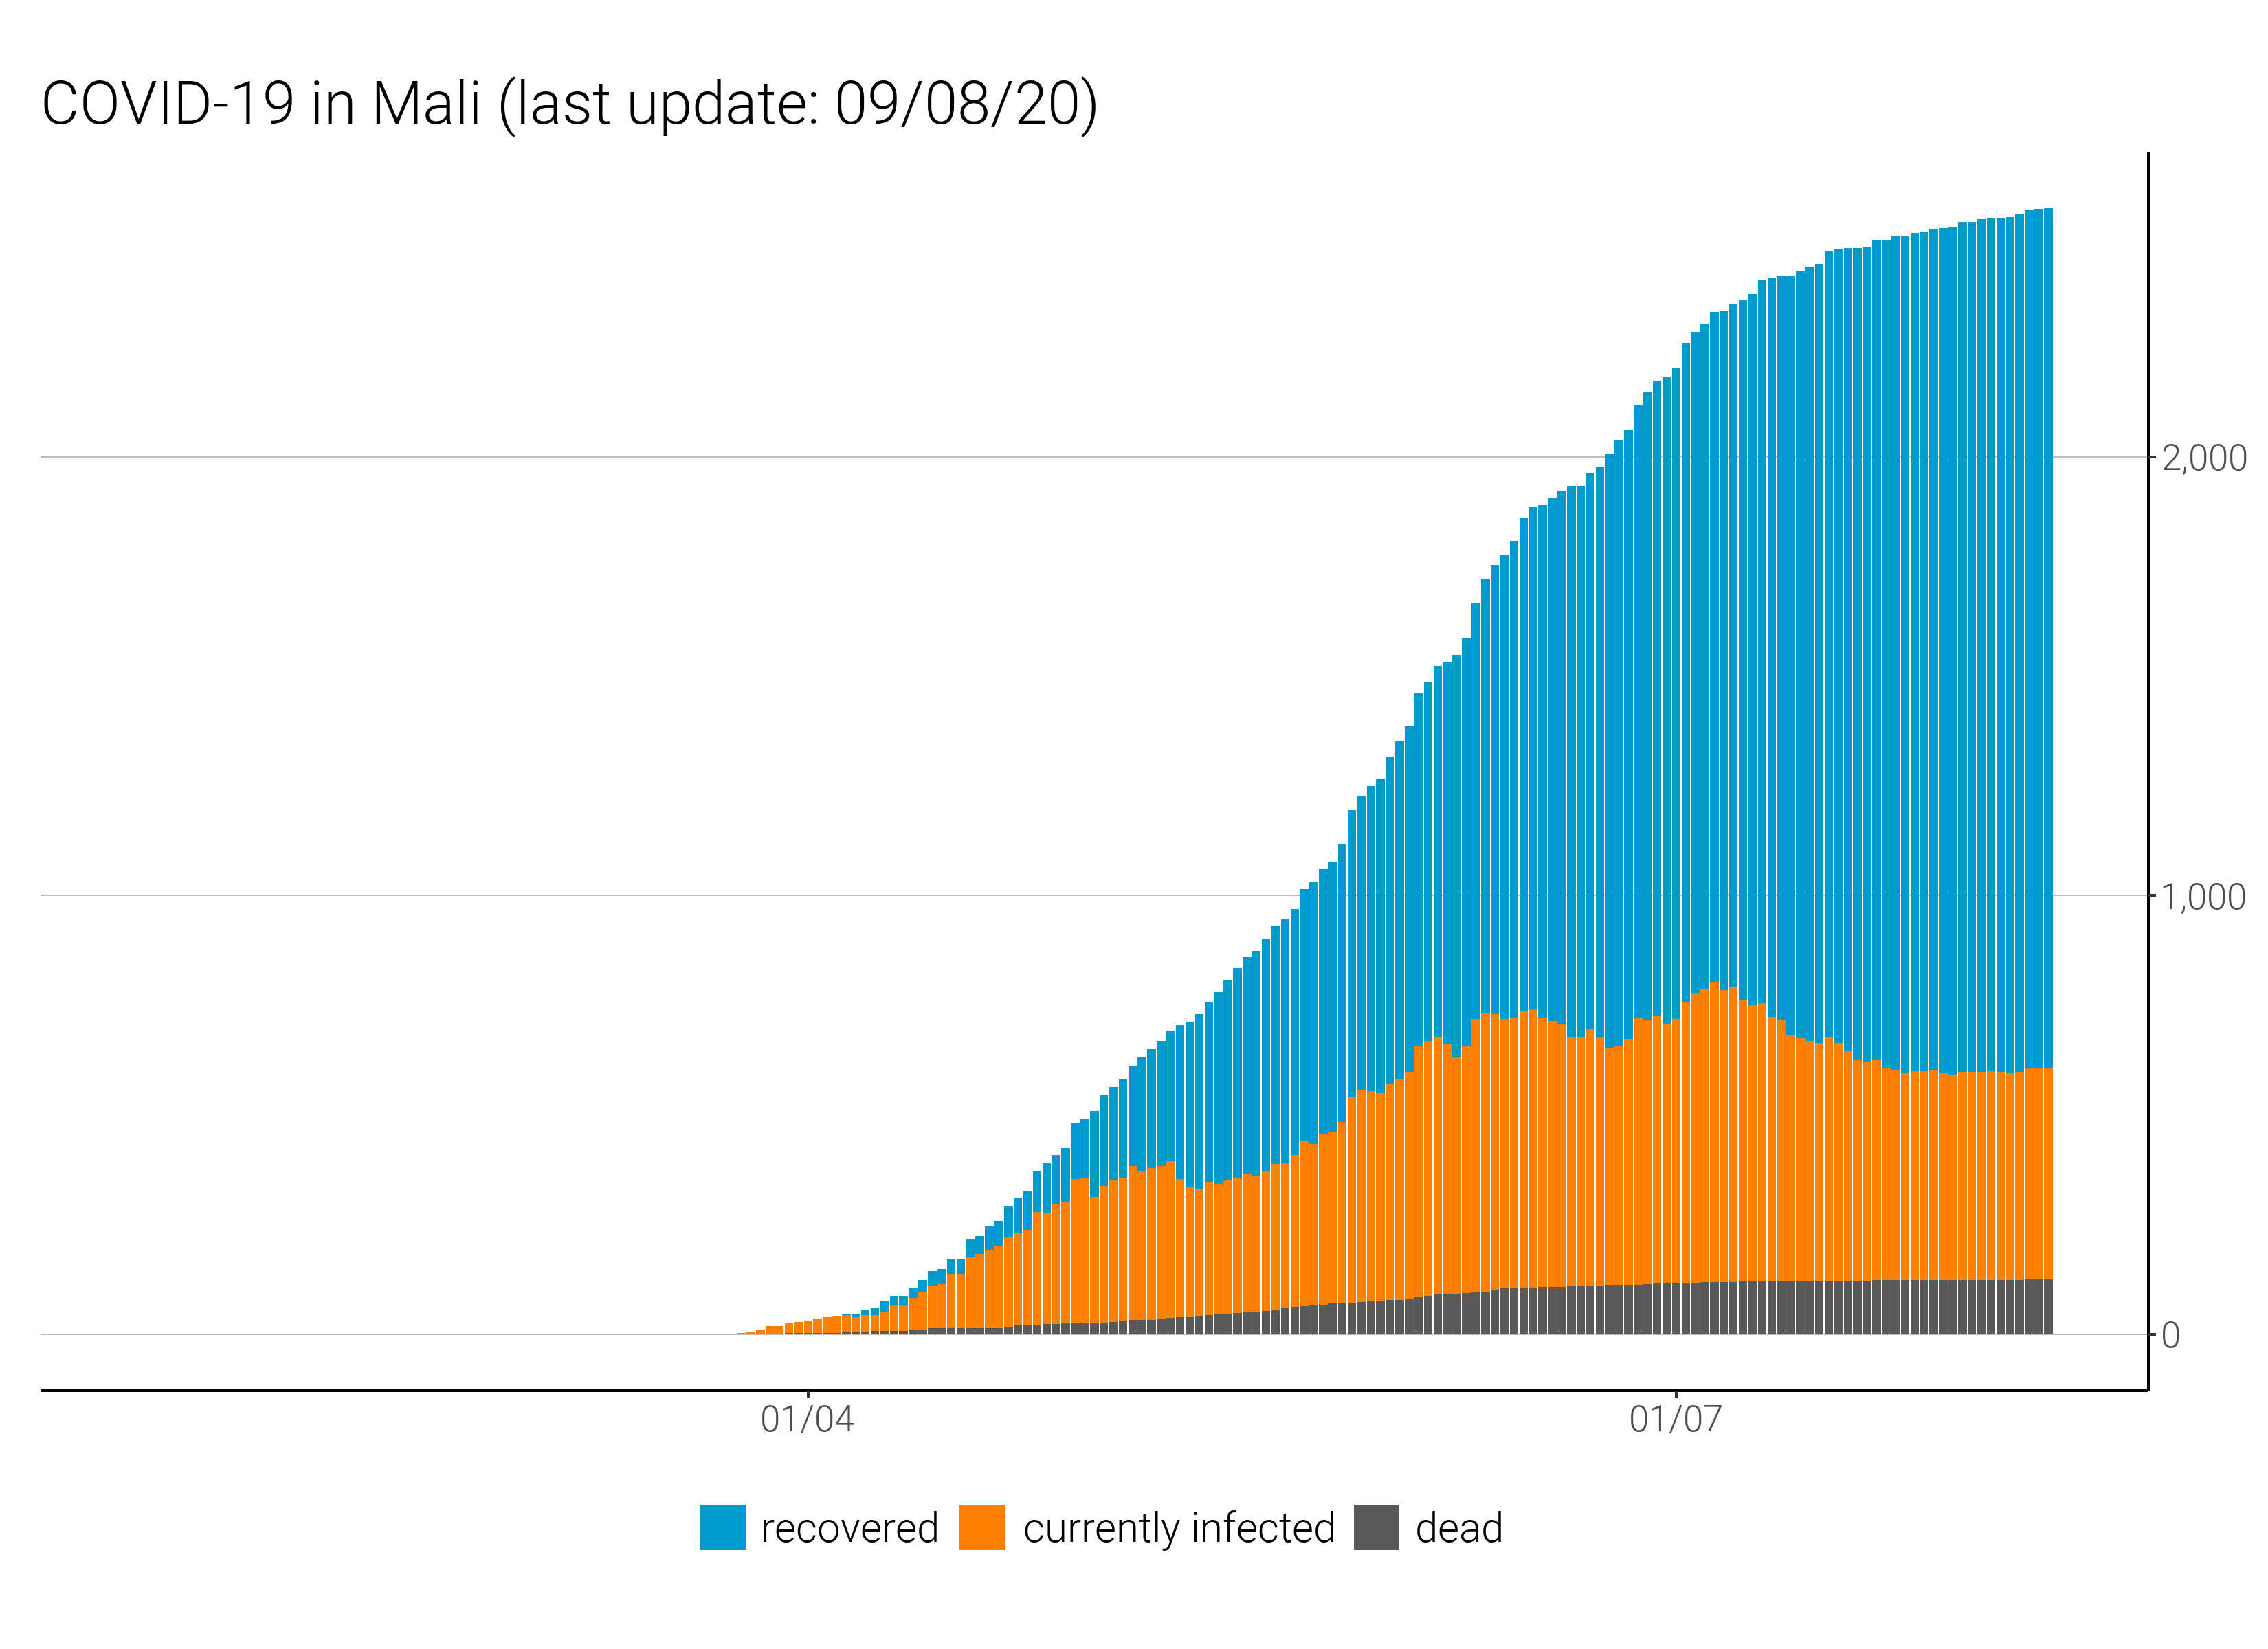 COVID-19 in Mali (last update: 09/08/20)
2,000
1,000
0
01/04 01/07
recovered currently infected dead